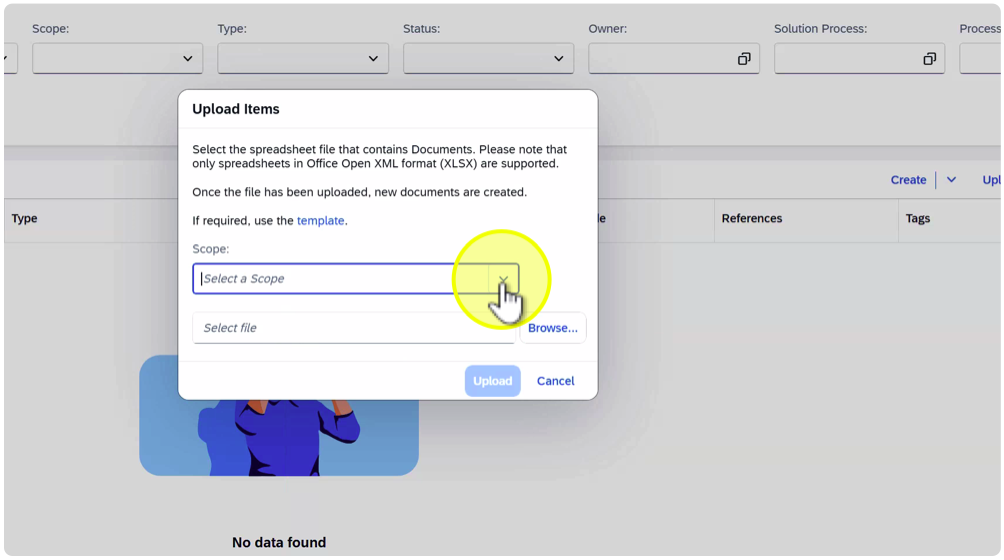 Scope:
Type:
Status:
Owner:
Solution Process:
Process
Upload Items
Select the spreadsheet file that contains Documents. Please note that
only spreadsheets in Office Open XML format (XLSX) are supported.
Once the file has been uploaded, new documents are created.
If required, use the template.
Scope:
Select a Scope
Select file
Browse...
Upload
Cancel
Create
Upl
Type
le
References
Tags
No data found